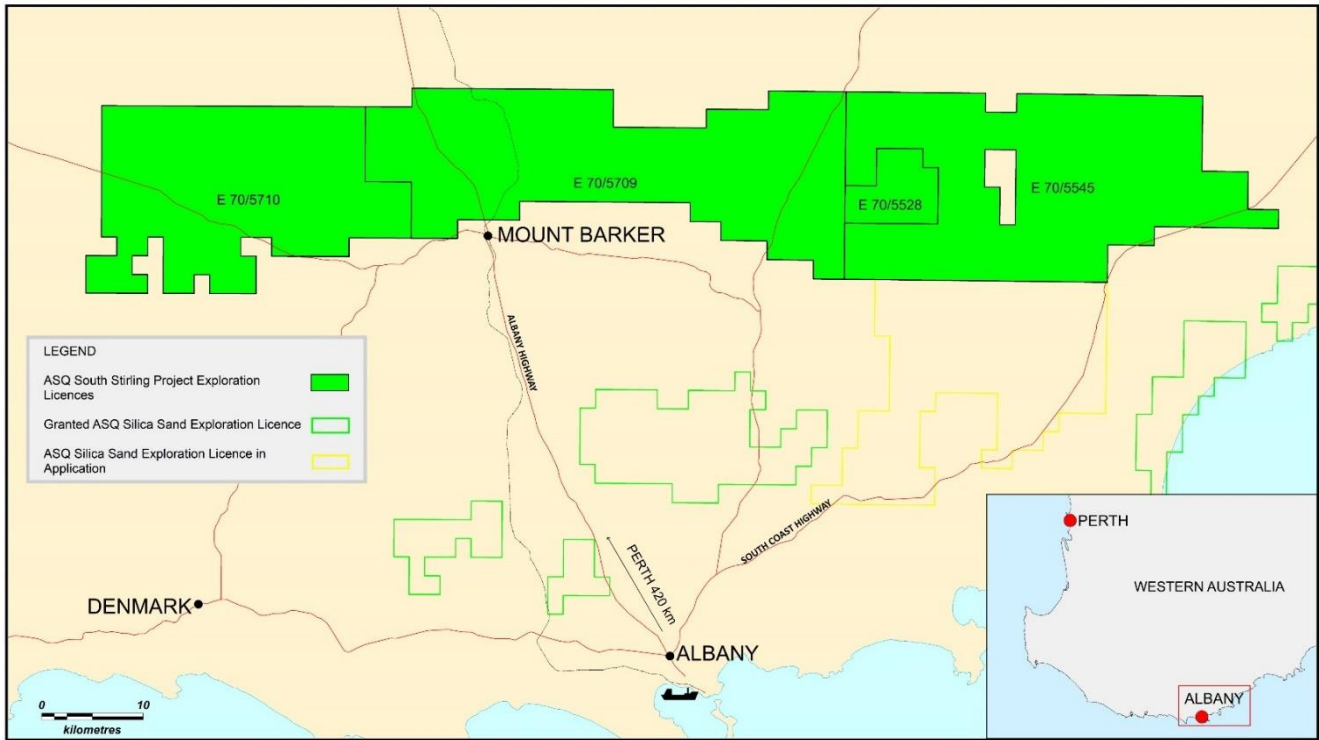 E 70/5710
E 70/5709
E 70/5528
E 70/5545
MOUNT BARKER
ALBANY HIGHWAY
LEGEND
ASQ South Stirling Project Exploration
Licences
Granted ASQ Silica Sand Exploration Licence
ASQ Silica Sand Exploration Licence in
Application
SOUTH COAST HIGHWAY
PERTH 420 km
DENMARK
ALBANY
0 10
kilometres
PERTH
WESTERN AUSTRALIA
ALBANY